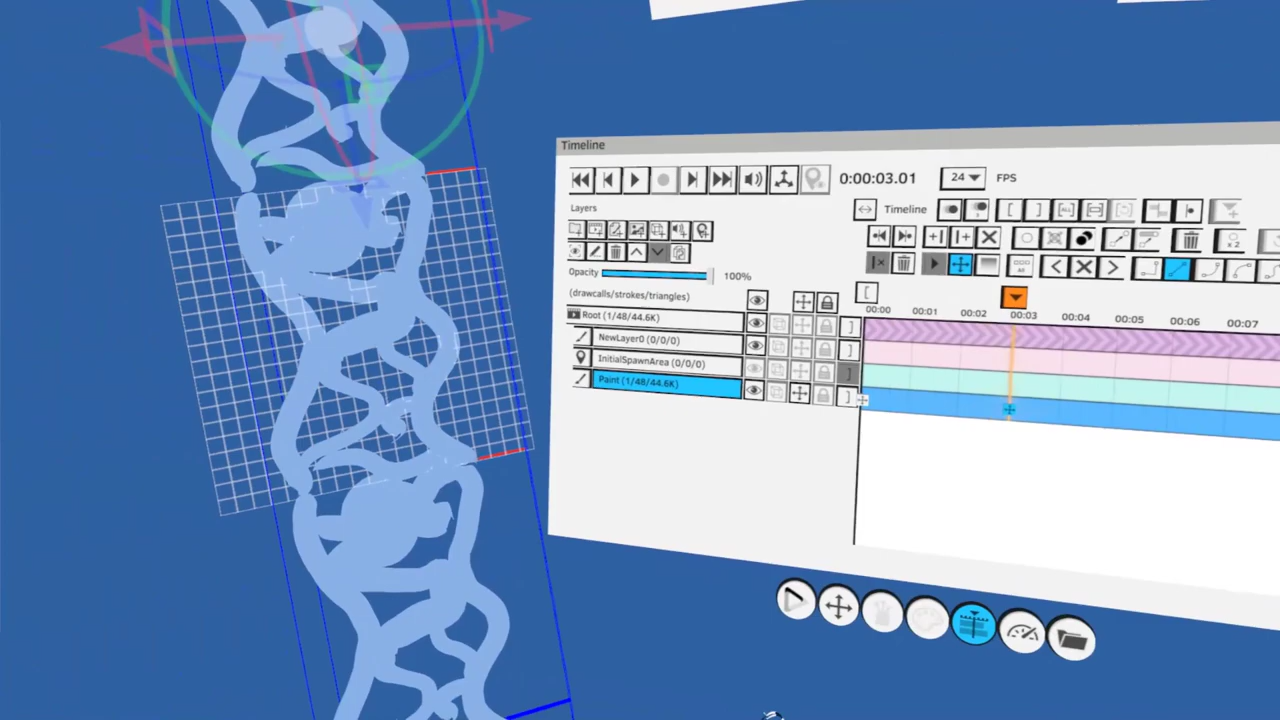 Timeline
0:00:03.01
24
FPS
Layers
Timeline
Opacity
100%
(drawcalls/strokes/triangles)
00:00 00:01 00:02 00:03 00:04 00:05 00:06 00:07
Root (1/48/44.6K)
NewLayer0 (0/0/0)
InitialSpawnArea (0/0/0)
Paint (1/48/44.6K)